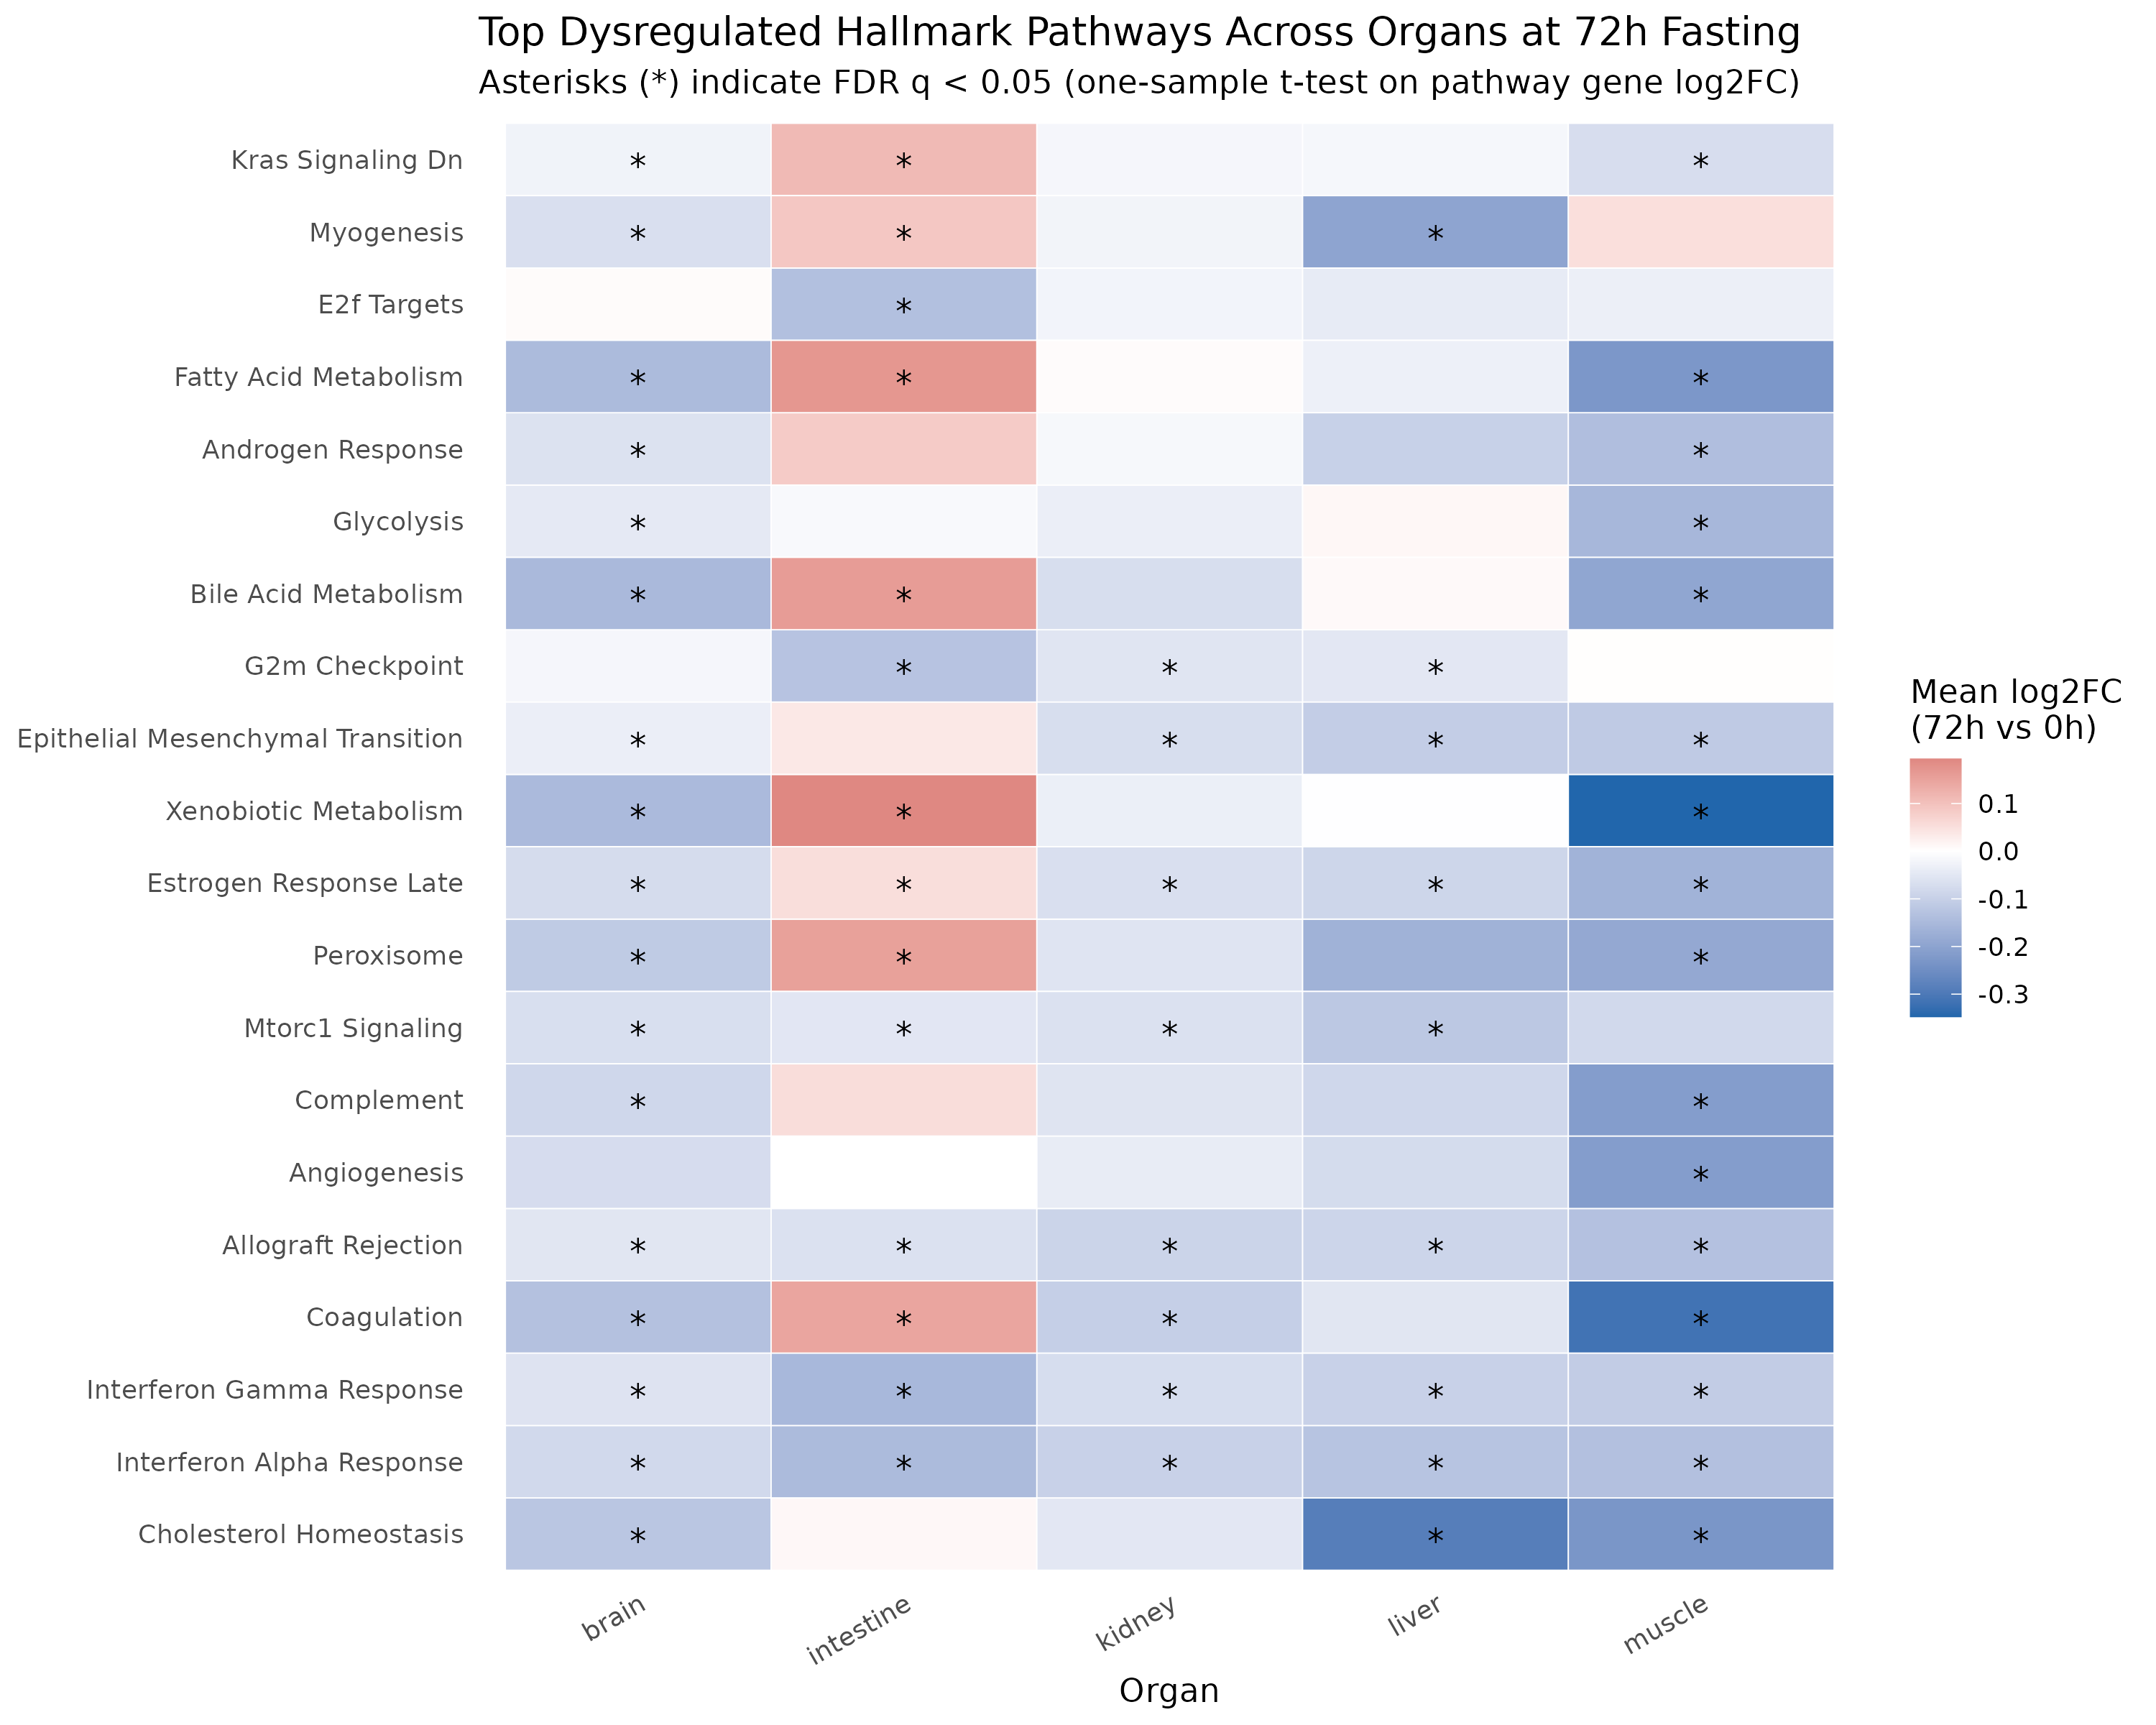 Top Dysregulated Hallmark Pathways Across Organs at 72h Fasting
Asterisks (*) indicate FDR q < 0.05 (one-sample t-test on pathway gene log2FC)
Kras Signaling Dn * * *
Myogenesis * * *
E2f Targets *
Fatty Acid Metabolism * * *
Androgen Response * *
Glycolysis * *
Bile Acid Metabolism * * *
G2m Checkpoint * * *
Epithelial Mesenchymal Transition * * * *
Xenobiotic Metabolism * * *
Estrogen Response Late * * * * *
Peroxisome * * *
Mtorc1 Signaling * * * *
Complement * *
Angiogenesis *
Allograft Rejection * * * * *
Coagulation * * * *
Interferon Gamma Response * * * * *
Interferon Alpha Response * * * * *
Cholesterol Homeostasis * * *
brain intestine kidney liver muscle
Organ
Mean log2FC
(72h vs 0h)
0.1
0.0
-0.1
-0.2
-0.3